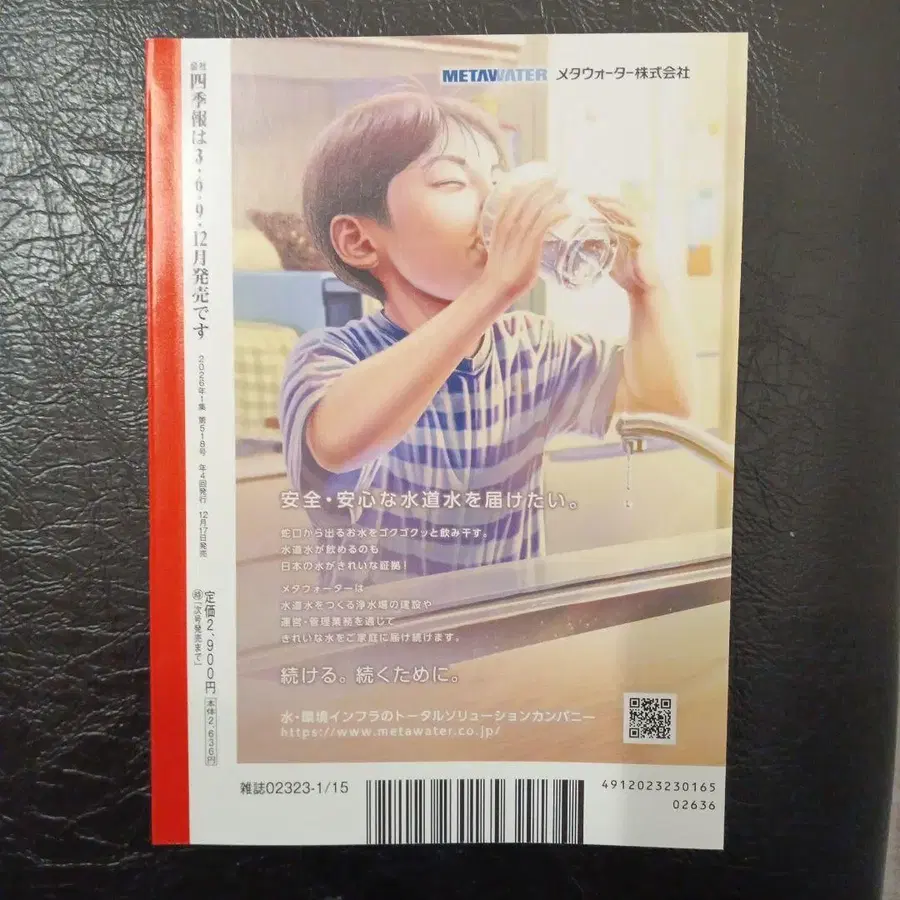 会社
四季報は3・6・9・12月発売です
2026年1集 第518号 年4回発行 12月17日発売
定価2,900円 本体2,636円
㊕「次号発売まで」
METAWATER メタウォーター株式会社
安全・安心な水道水を届けたい。
蛇口から出るお水をゴクゴクッと飲み干す。
水道水が飲めるのも
日本の水がきれいな証拠!
メタウォーターは
水道水をつくる浄水場の建設や
運営・管理業務を通じて
きれいな水をご家庭に届け続けます。
続ける。続くために。
水・環境インフラのトータルソリューションカンパニー
https://www.metawater.co.jp/
雑誌02323-1/15
4912023230165
02636